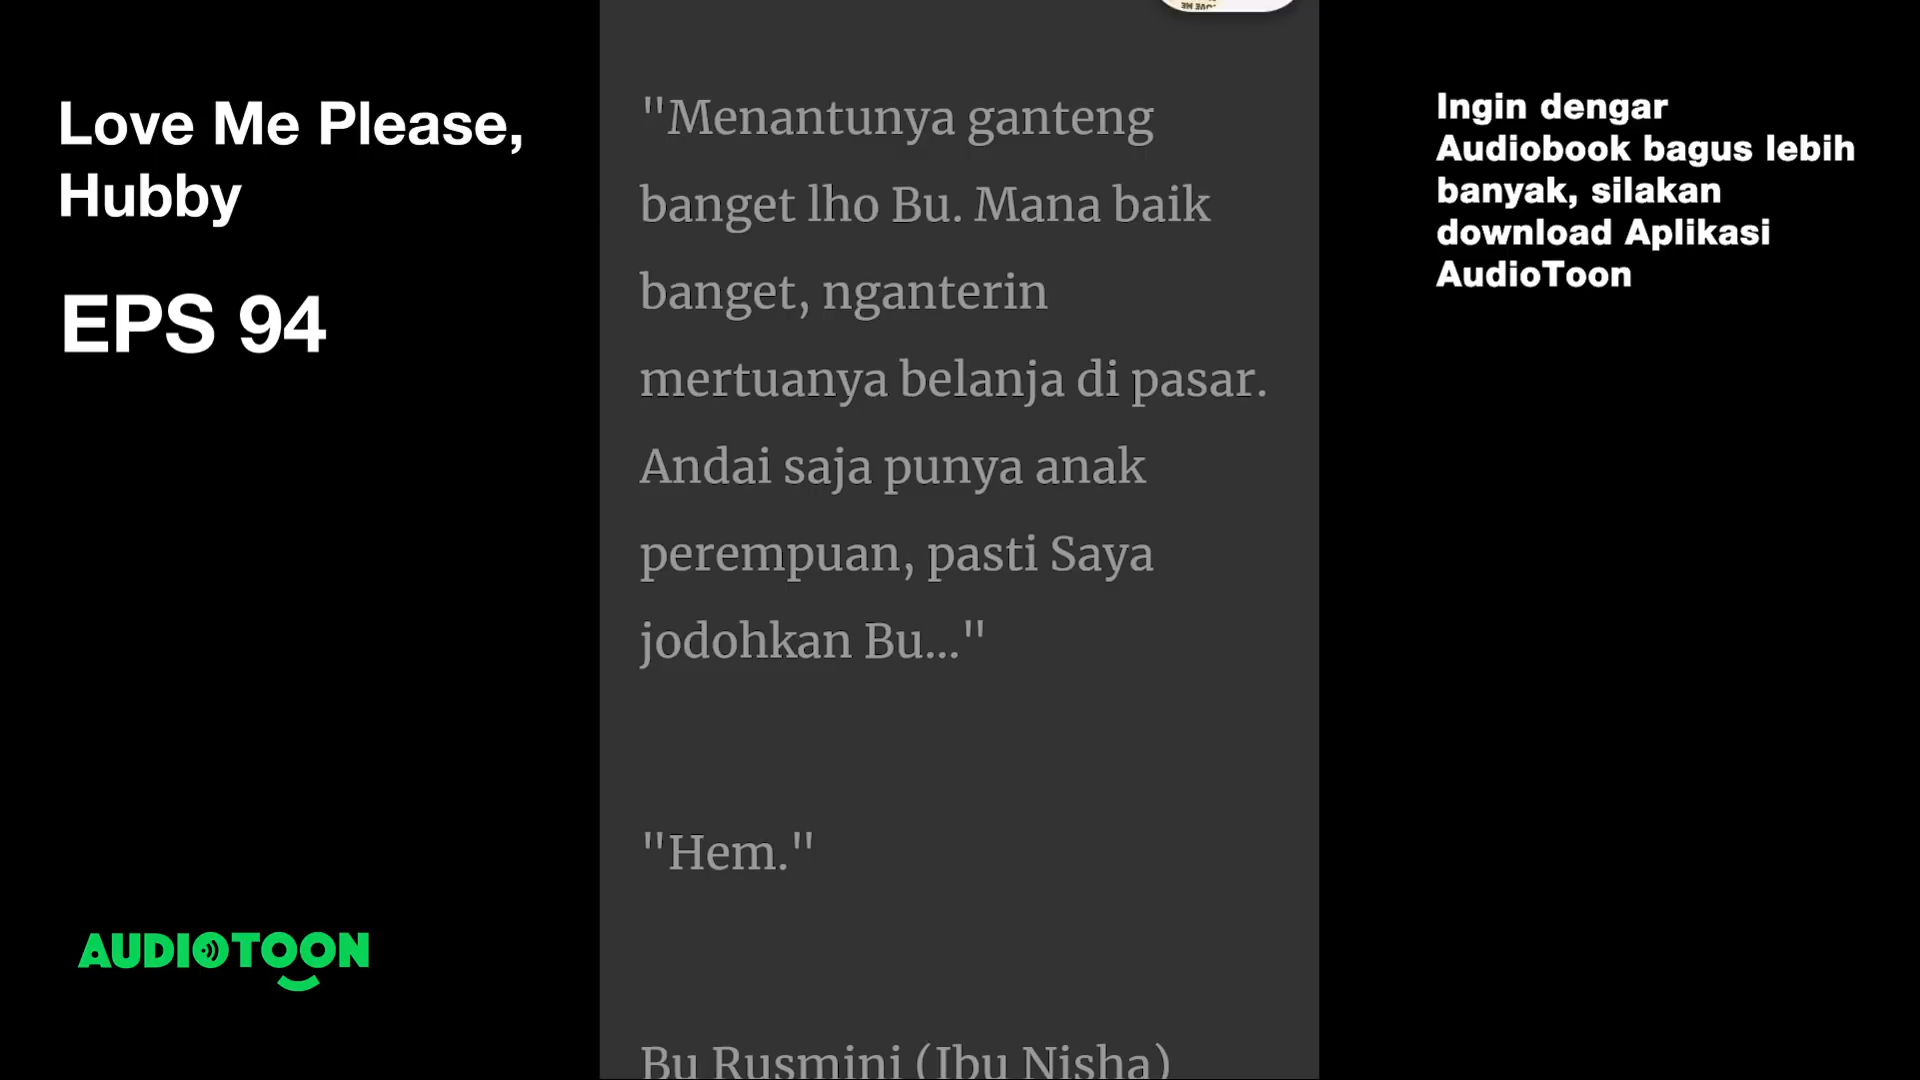 Love Me Please,
Hubby
EPS 94
AUDIOTOON
"Menantunya ganteng
banget lho Bu. Mana baik
banget, nganterin
mertuanya belanja di pasar.
Andai saja punya anak
perempuan, pasti Saya
jodohkan Bu..."
"Hem."
Bu Rusmini (Ibu Nisha)
Ingin dengar
Audiobook bagus lebih
banyak, silakan
download Aplikasi
AudioToon